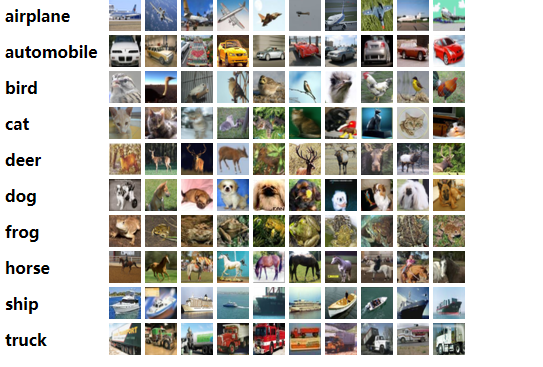 airplane
automobile
bird
cat
deer
dog
frog
horse
ship
truck